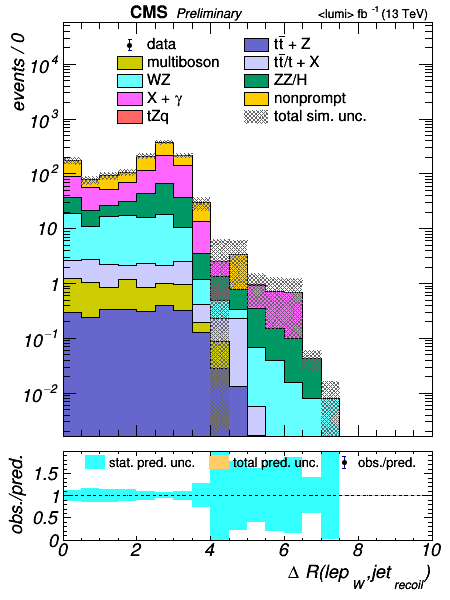 CMS Preliminary <lumi> fb⁻¹ (13 TeV)
events / 0
10⁴
10³
10²
10
1
10⁻¹
10⁻²
data
multiboson
WZ
X + γ
tZq
tt̅ + Z
tt̅/t + X
ZZ/H
nonprompt
total sim. unc.
obs./pred.
1.5
1
0.5
0
stat. pred. unc. total pred. unc. obs./pred.
0 2 4 6 8 10
Δ R(lep_W,jet_recoil)